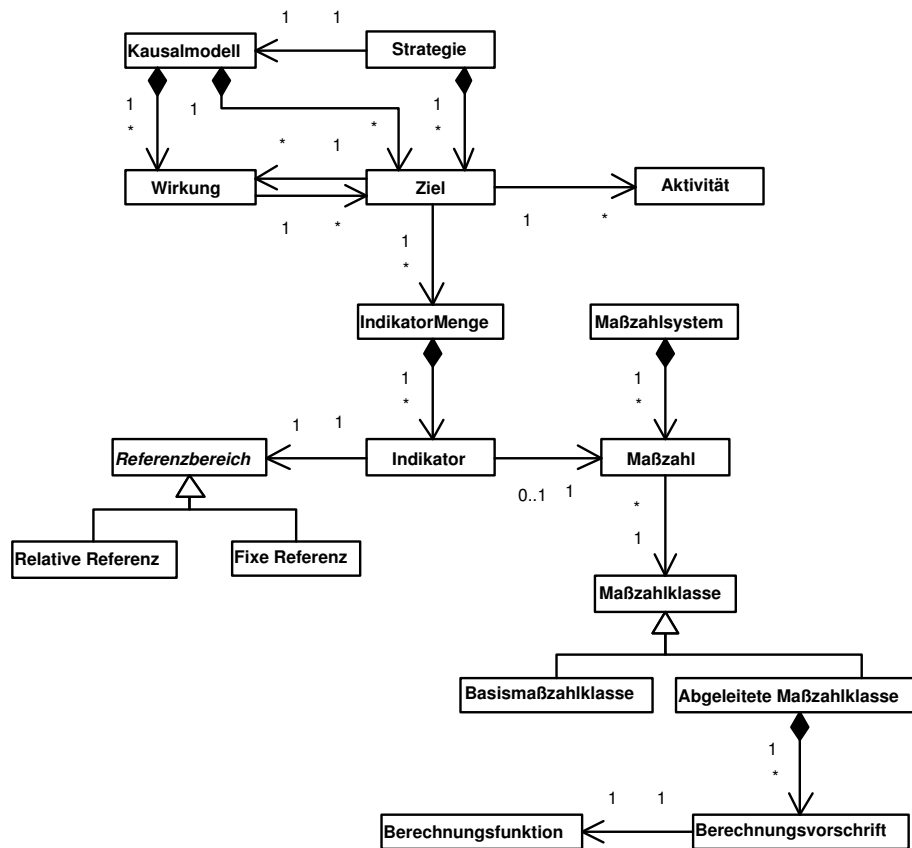 1 1
Kausalmodell Strategie
1 1 * 1
* * *
* 1
Wirkung Ziel Aktivität
1 * 1 *
1
*
IndikatorMenge Maßzahlsystem
1 1
* *
1 1
Referenzbereich Indikator Maßzahl
0..1 1
*
1
Relative Referenz Fixe Referenz
Maßzahlklasse
Basismaßzahlklasse Abgeleitete Maßzahlklasse
1
*
1 1
Berechnungsfunktion Berechnungsvorschrift